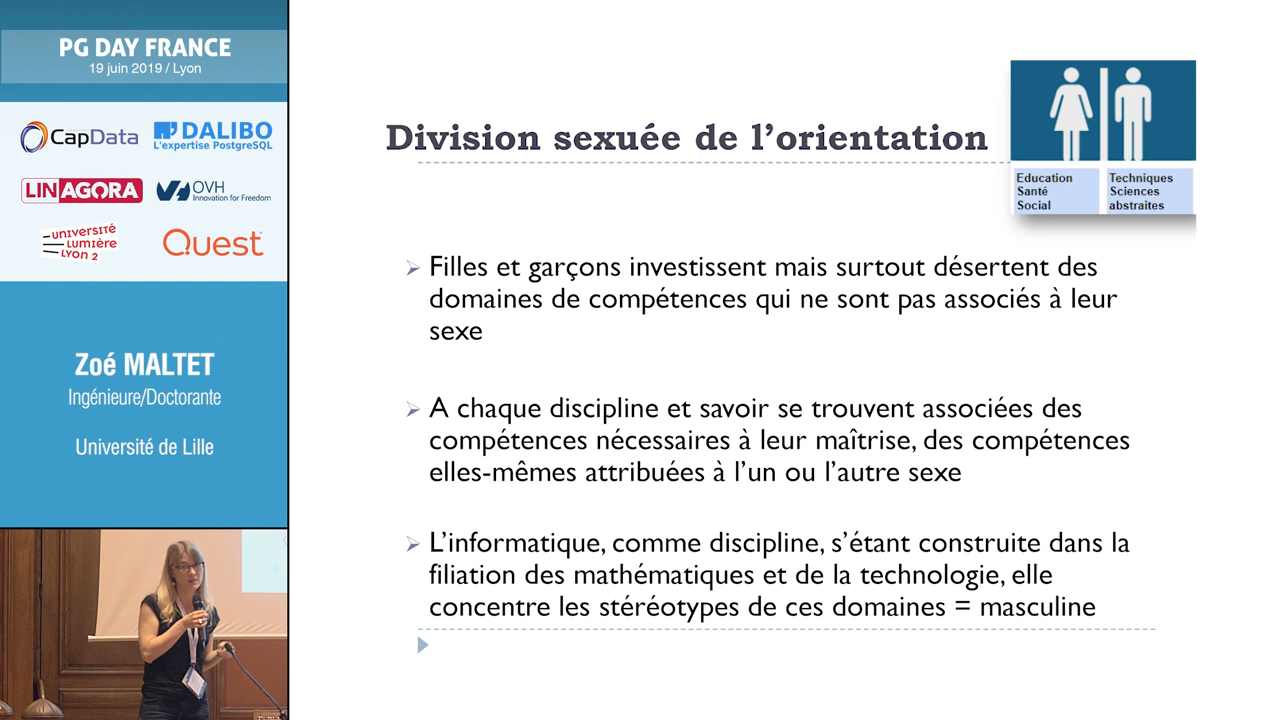 PG DAY FRANCE
19 juin 2019 / Lyon
CapData
DALIBO
L'expertise PostgreSQL
LINAGORA
OVH
Innovation for Freedom
UNIVERSITÉ
LUMIÈRE
LYON 2
Quest
Zoé MALTET
Ingénieure/Doctorante
Université de Lille
Division sexuée de l’orientation
Education
Santé
Social
Techniques
Sciences
abstraites
Filles et garçons investissent mais surtout désertent des
domaines de compétences qui ne sont pas associés à leur
sexe
A chaque discipline et savoir se trouvent associées des
compétences nécessaires à leur maîtrise, des compétences
elles-mêmes attribuées à l’un ou l’autre sexe
L’informatique, comme discipline, s’étant construite dans la
filiation des mathématiques et de la technologie, elle
concentre les stéréotypes de ces domaines = masculine